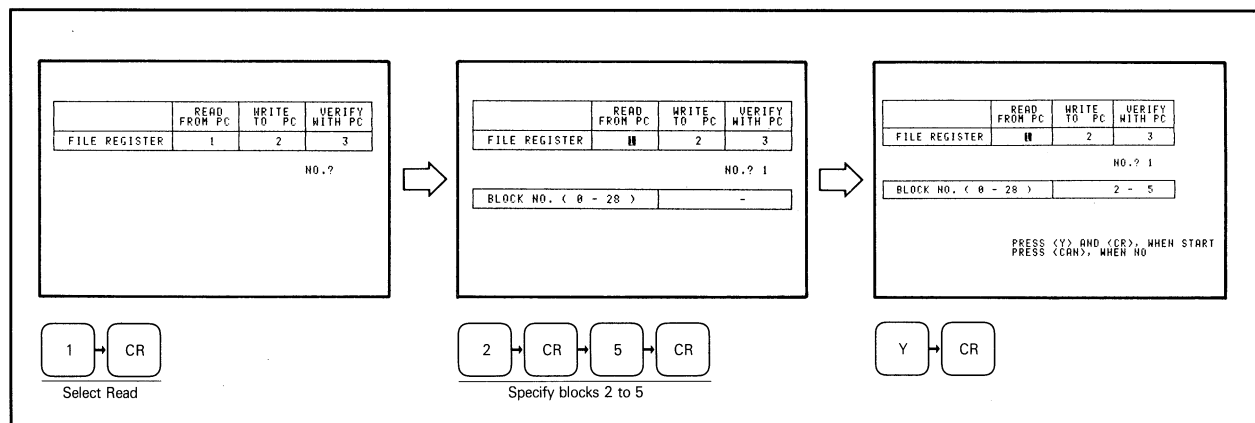 READ FROM PC WRITE TO PC VERIFY WITH PC
FILE REGISTER 1 2 3
NO.?
1 CR
Select Read
READ FROM PC WRITE TO PC VERIFY WITH PC
FILE REGISTER 1 2 3
NO.? 1
BLOCK NO. ( 0 - 28 ) -
2 CR 5 CR
Specify blocks 2 to 5
READ FROM PC WRITE TO PC VERIFY WITH PC
FILE REGISTER 1 2 3
NO.? 1
BLOCK NO. ( 0 - 28 ) 2 - 5
PRESS <Y> AND <CR>, WHEN START
PRESS <CAN>, WHEN NO
Y CR